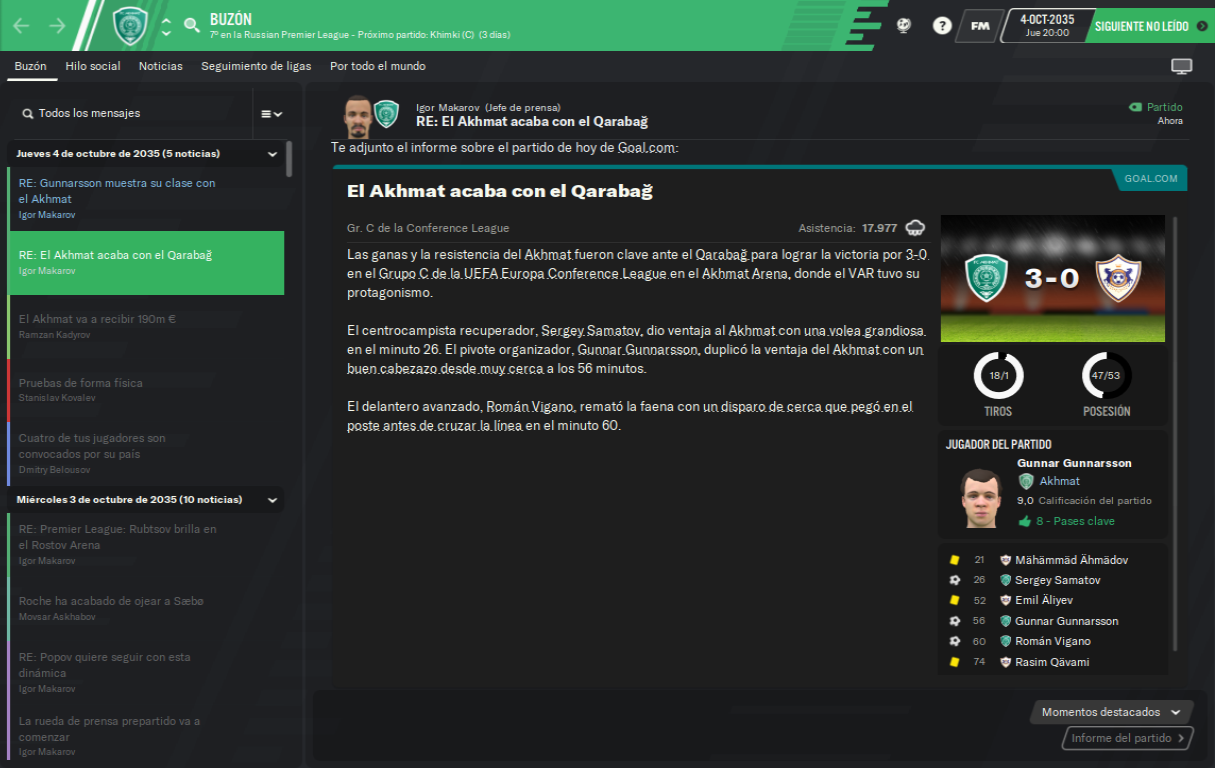 BUZÓN
7º en la Russian Premier League - Próximo partido: Khimki (C) (3 días)
?
FM
4-OCT-2035
Jue 20:00
SIGUIENTE NO LEÍDO
Buzón
Hilo social
Noticias
Seguimiento de ligas
Por todo el mundo
Todos los mensajes
Jueves 4 de octubre de 2035 (5 noticias)
RE: Gunnarsson muestra su clase con
el Akhmat
Igor Makarov
RE: El Akhmat acaba con el Qarabağ
Igor Makarov
El Akhmat va a recibir 190m €
Ramzan Kadyrov
Pruebas de forma física
Stanislav Kovalev
Cuatro de tus jugadores son
convocados por su país
Dmitry Belousov
Miércoles 3 de octubre de 2035 (10 noticias)
RE: Premier League: Rubtsov brilla en
el Rostov Arena
Igor Makarov
Roche ha acabado de ojear a Sæbø
Movsar Askhabov
RE: Popov quiere seguir con esta
dinámica
Igor Makarov
La rueda de prensa prepartido va a
comenzar
Igor Makarov
Igor Makarov (Jefe de prensa)
RE: El Akhmat acaba con el Qarabağ
Partido
Ahora
Te adjunto el informe sobre el partido de hoy de Goal.com:
GOAL.COM
El Akhmat acaba con el Qarabağ
Gr. C de la Conference League
Asistencia: 17.977
Las ganas y la resistencia del Akhmat fueron clave ante el Qarabağ para lograr la victoria por 3-0
en el Grupo C de la UEFA Europa Conference League en el Akhmat Arena, donde el VAR tuvo su
protagonismo.
El centrocampista recuperador, Sergey Samatov, dio ventaja al Akhmat con una volea grandiosa
en el minuto 26. El pivote organizador, Gunnar Gunnarsson, duplicó la ventaja del Akhmat con un
buen cabezazo desde muy cerca a los 56 minutos.
El delantero avanzado, Román Vigano, remató la faena con un disparo de cerca que pegó en el
poste antes de cruzar la línea en el minuto 60.
3-0
18/1
TIROS
47/53
POSESIÓN
JUGADOR DEL PARTIDO
Gunnar Gunnarsson
Akhmat
9,0 Calificación del partido
8 - Pases clave
21 Mähämmäd Ähmädov
26 Sergey Samatov
52 Emil Äliyev
56 Gunnar Gunnarsson
60 Román Vigano
74 Rasim Qävami
Momentos destacados
Informe del partido